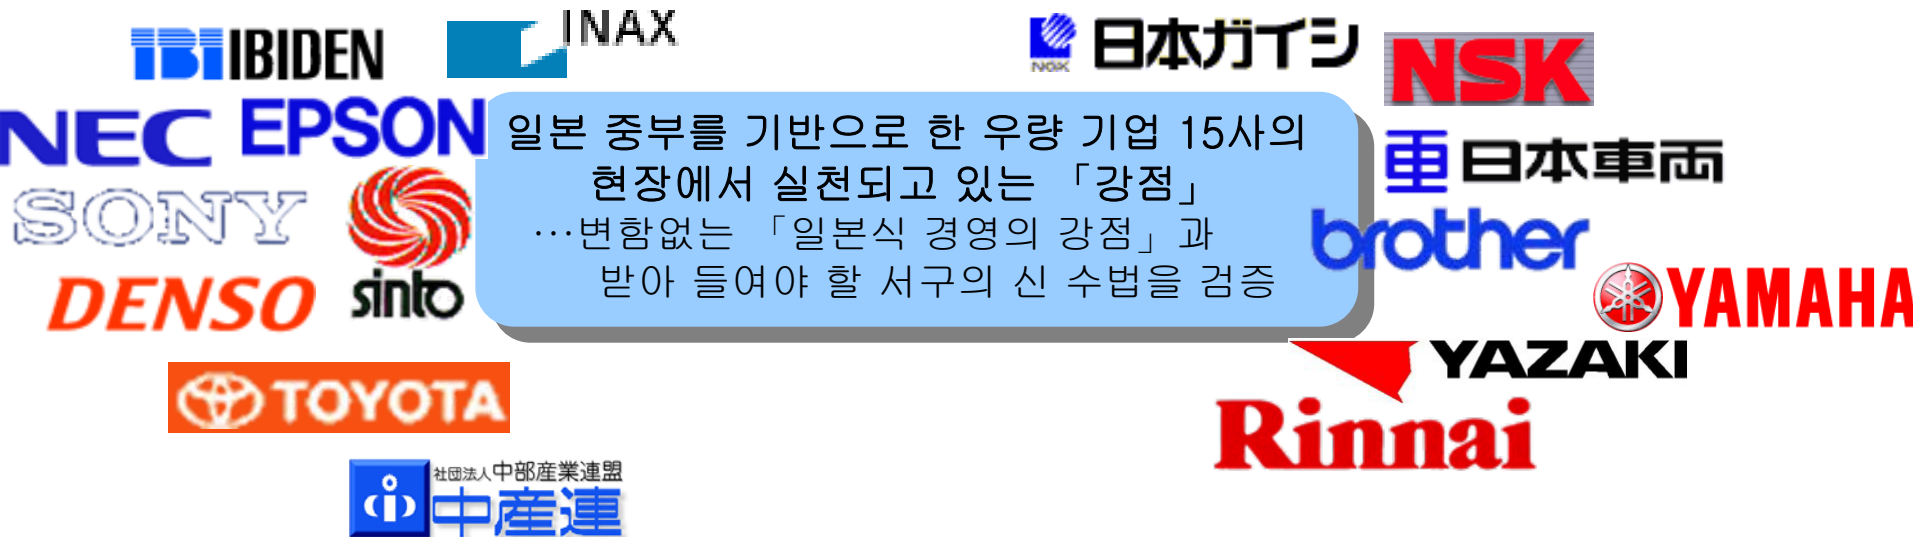 IBIDEN
INAX
NGK 日本ガイシ
NSK
NEC
EPSON
일본 중부를 기반으로 한 우량 기업 15사의
현장에서 실천되고 있는 「강점」
…변함없는 「일본식 경영의 강점」과
받아 들여야 할 서구의 신 수법을 검증
日本車両
SONY
sinto
brother
DENSO
YAMAHA
YAZAKI
TOYOTA
Rinnai
社団法人中部産業連盟
中産連